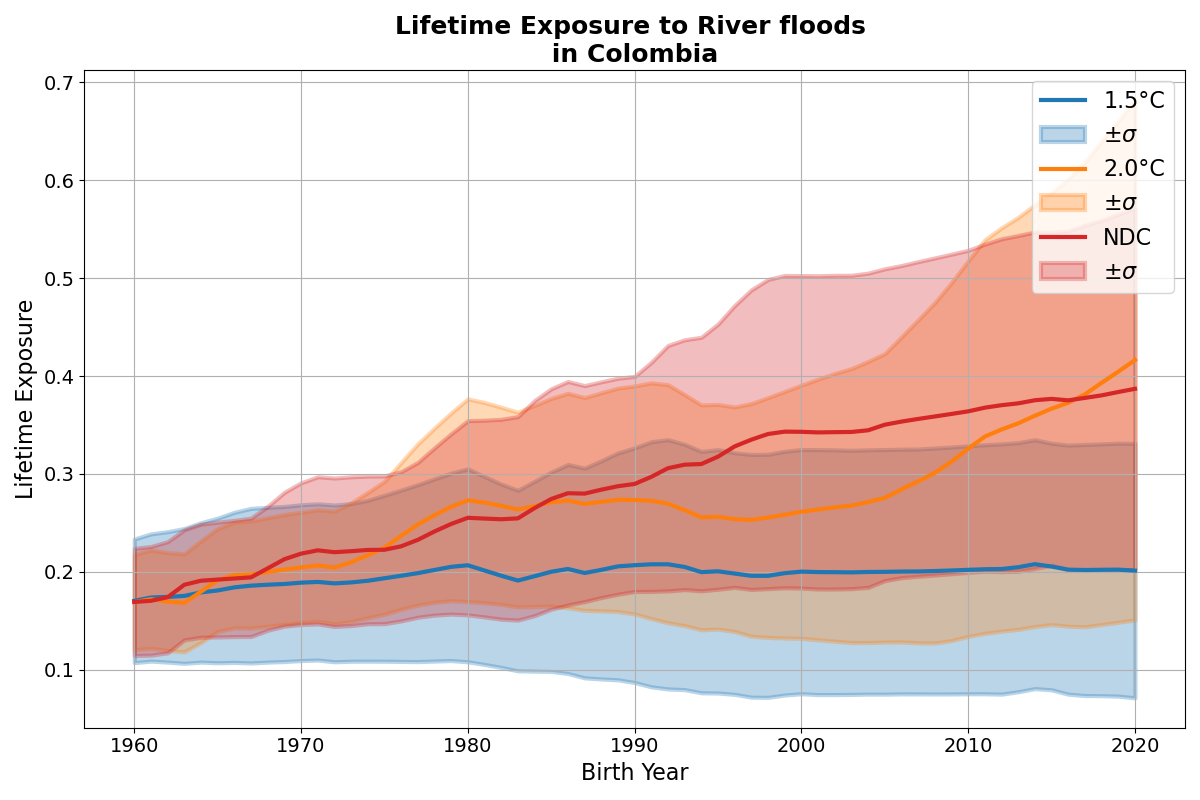 Lifetime Exposure to River floods
in Colombia
Lifetime Exposure
0.7
0.6
0.5
0.4
0.3
0.2
0.1
1960
1970
1980
1990
2000
2010
2020
Birth Year
1.5°C
±σ
2.0°C
±σ
NDC
±σ